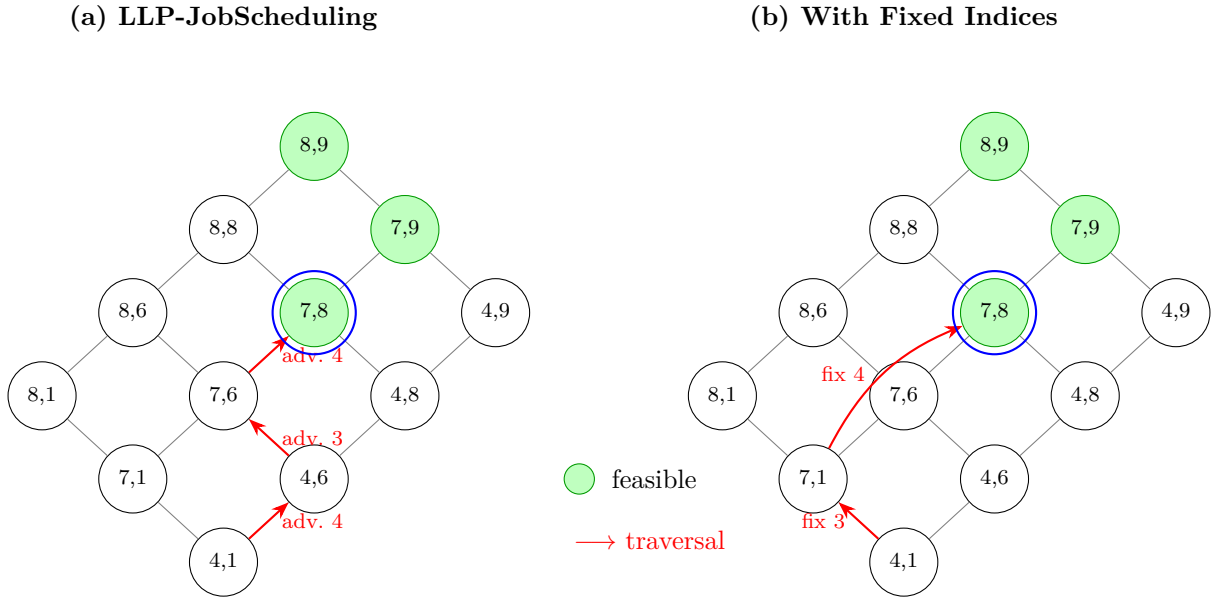 (a) LLP-JobScheduling
8,9
8,8
7,9
8,6
7,8
4,9
adv. 4
8,1
7,6
4,8
adv. 3
7,1
4,6
adv. 4
4,1
feasible
traversal
(b) With Fixed Indices
8,9
8,8
7,9
8,6
7,8
4,9
fix 4
8,1
7,6
4,8
7,1
4,6
fix 3
4,1